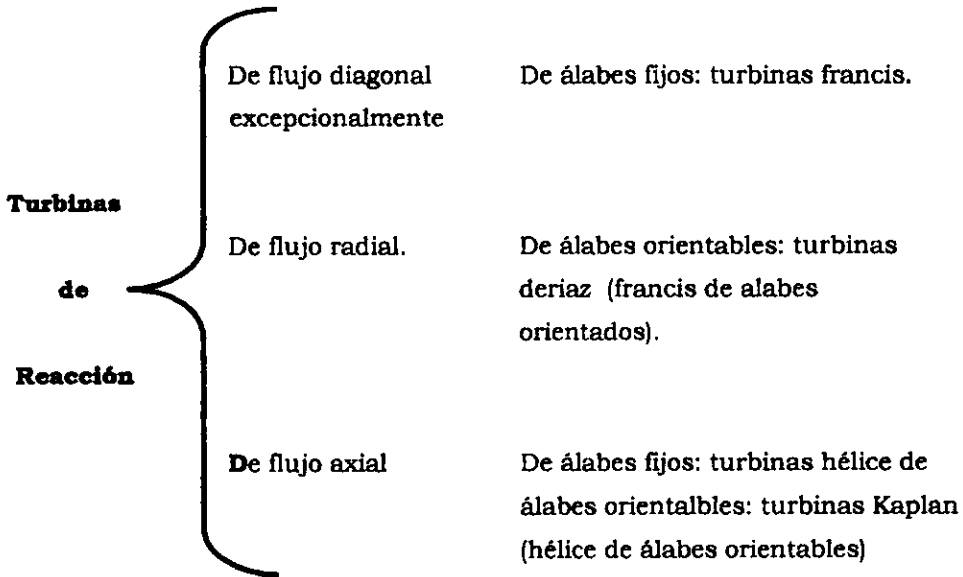 De flujo diagonal
excepcionalmente
De álabes fijos: turbinas francis.
Turbinas
de
Reacción
De flujo radial.
De álabes orientables: turbinas
deriaz (francis de alabes
orientados).
De flujo axial
De álabes fijos: turbinas hélice de
álabes orientalbles: turbinas Kaplan
(hélice de álabes orientables)